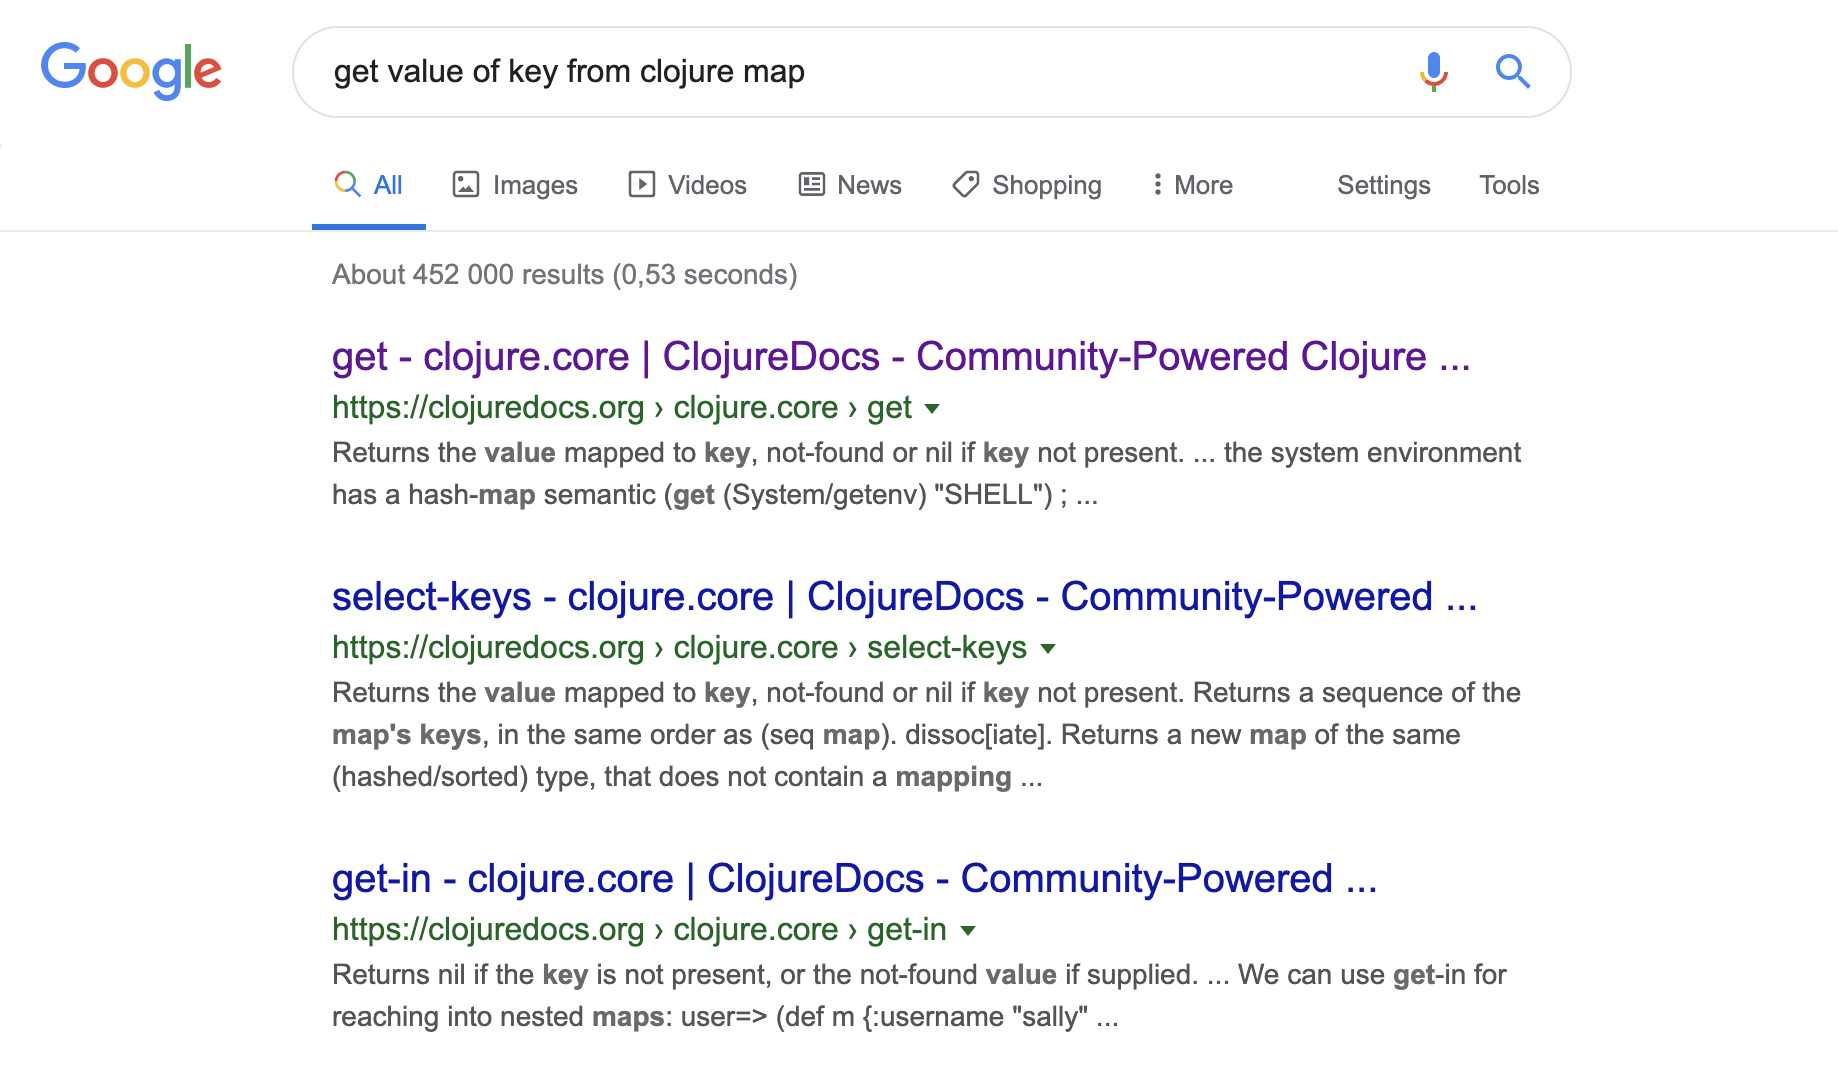 Google
get value of key from clojure map
All Images Videos News Shopping More Settings Tools
About 452 000 results (0,53 seconds)
get - clojure.core | ClojureDocs - Community-Powered Clojure ...
https://clojuredocs.org › clojure.core › get
Returns the value mapped to key, not-found or nil if key not present. ... the system environment
has a hash-map semantic (get (System/getenv) "SHELL") ; ...
select-keys - clojure.core | ClojureDocs - Community-Powered ...
https://clojuredocs.org › clojure.core › select-keys
Returns the value mapped to key, not-found or nil if key not present. Returns a sequence of the
map's keys, in the same order as (seq map). dissoc[iate]. Returns a new map of the same
(hashed/sorted) type, that does not contain a mapping ...
get-in - clojure.core | ClojureDocs - Community-Powered ...
https://clojuredocs.org › clojure.core › get-in
Returns nil if the key is not present, or the not-found value if supplied. ... We can use get-in for
reaching into nested maps: user=> (def m {:username "sally" ...